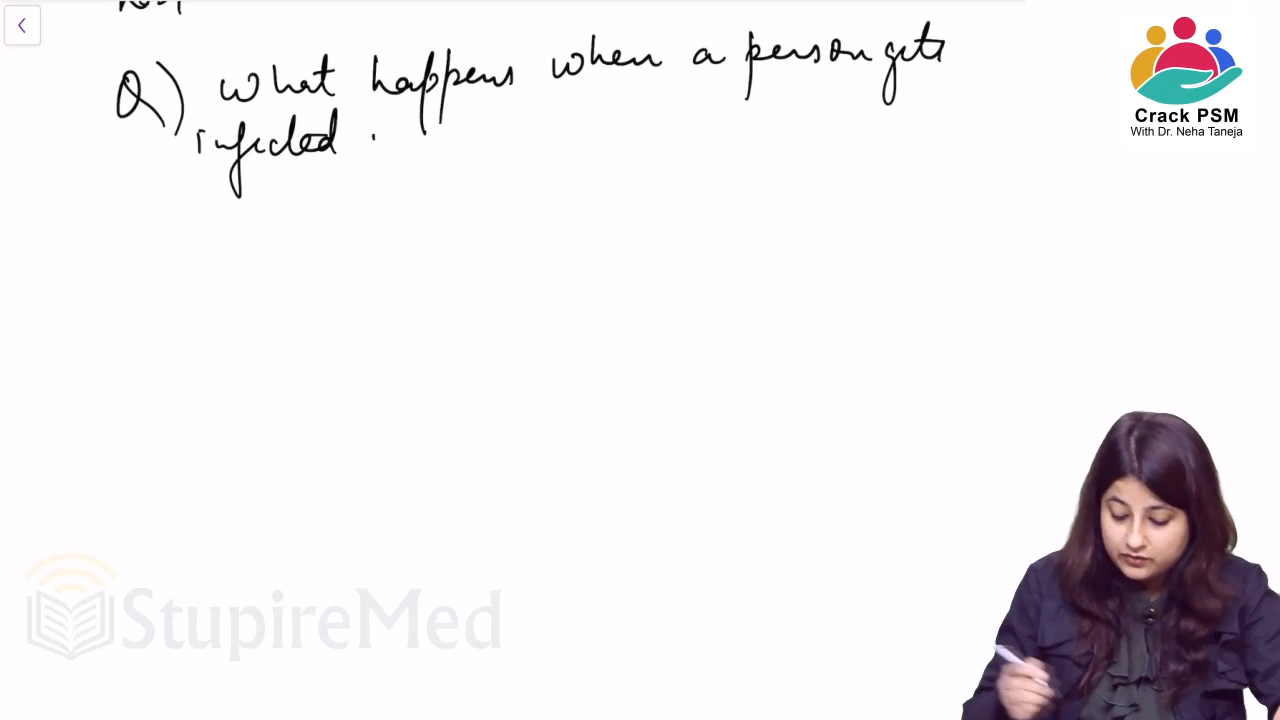 Q) What happens when a person gets
infected.
Crack PSM
With Dr. Neha Taneja
StupireMed